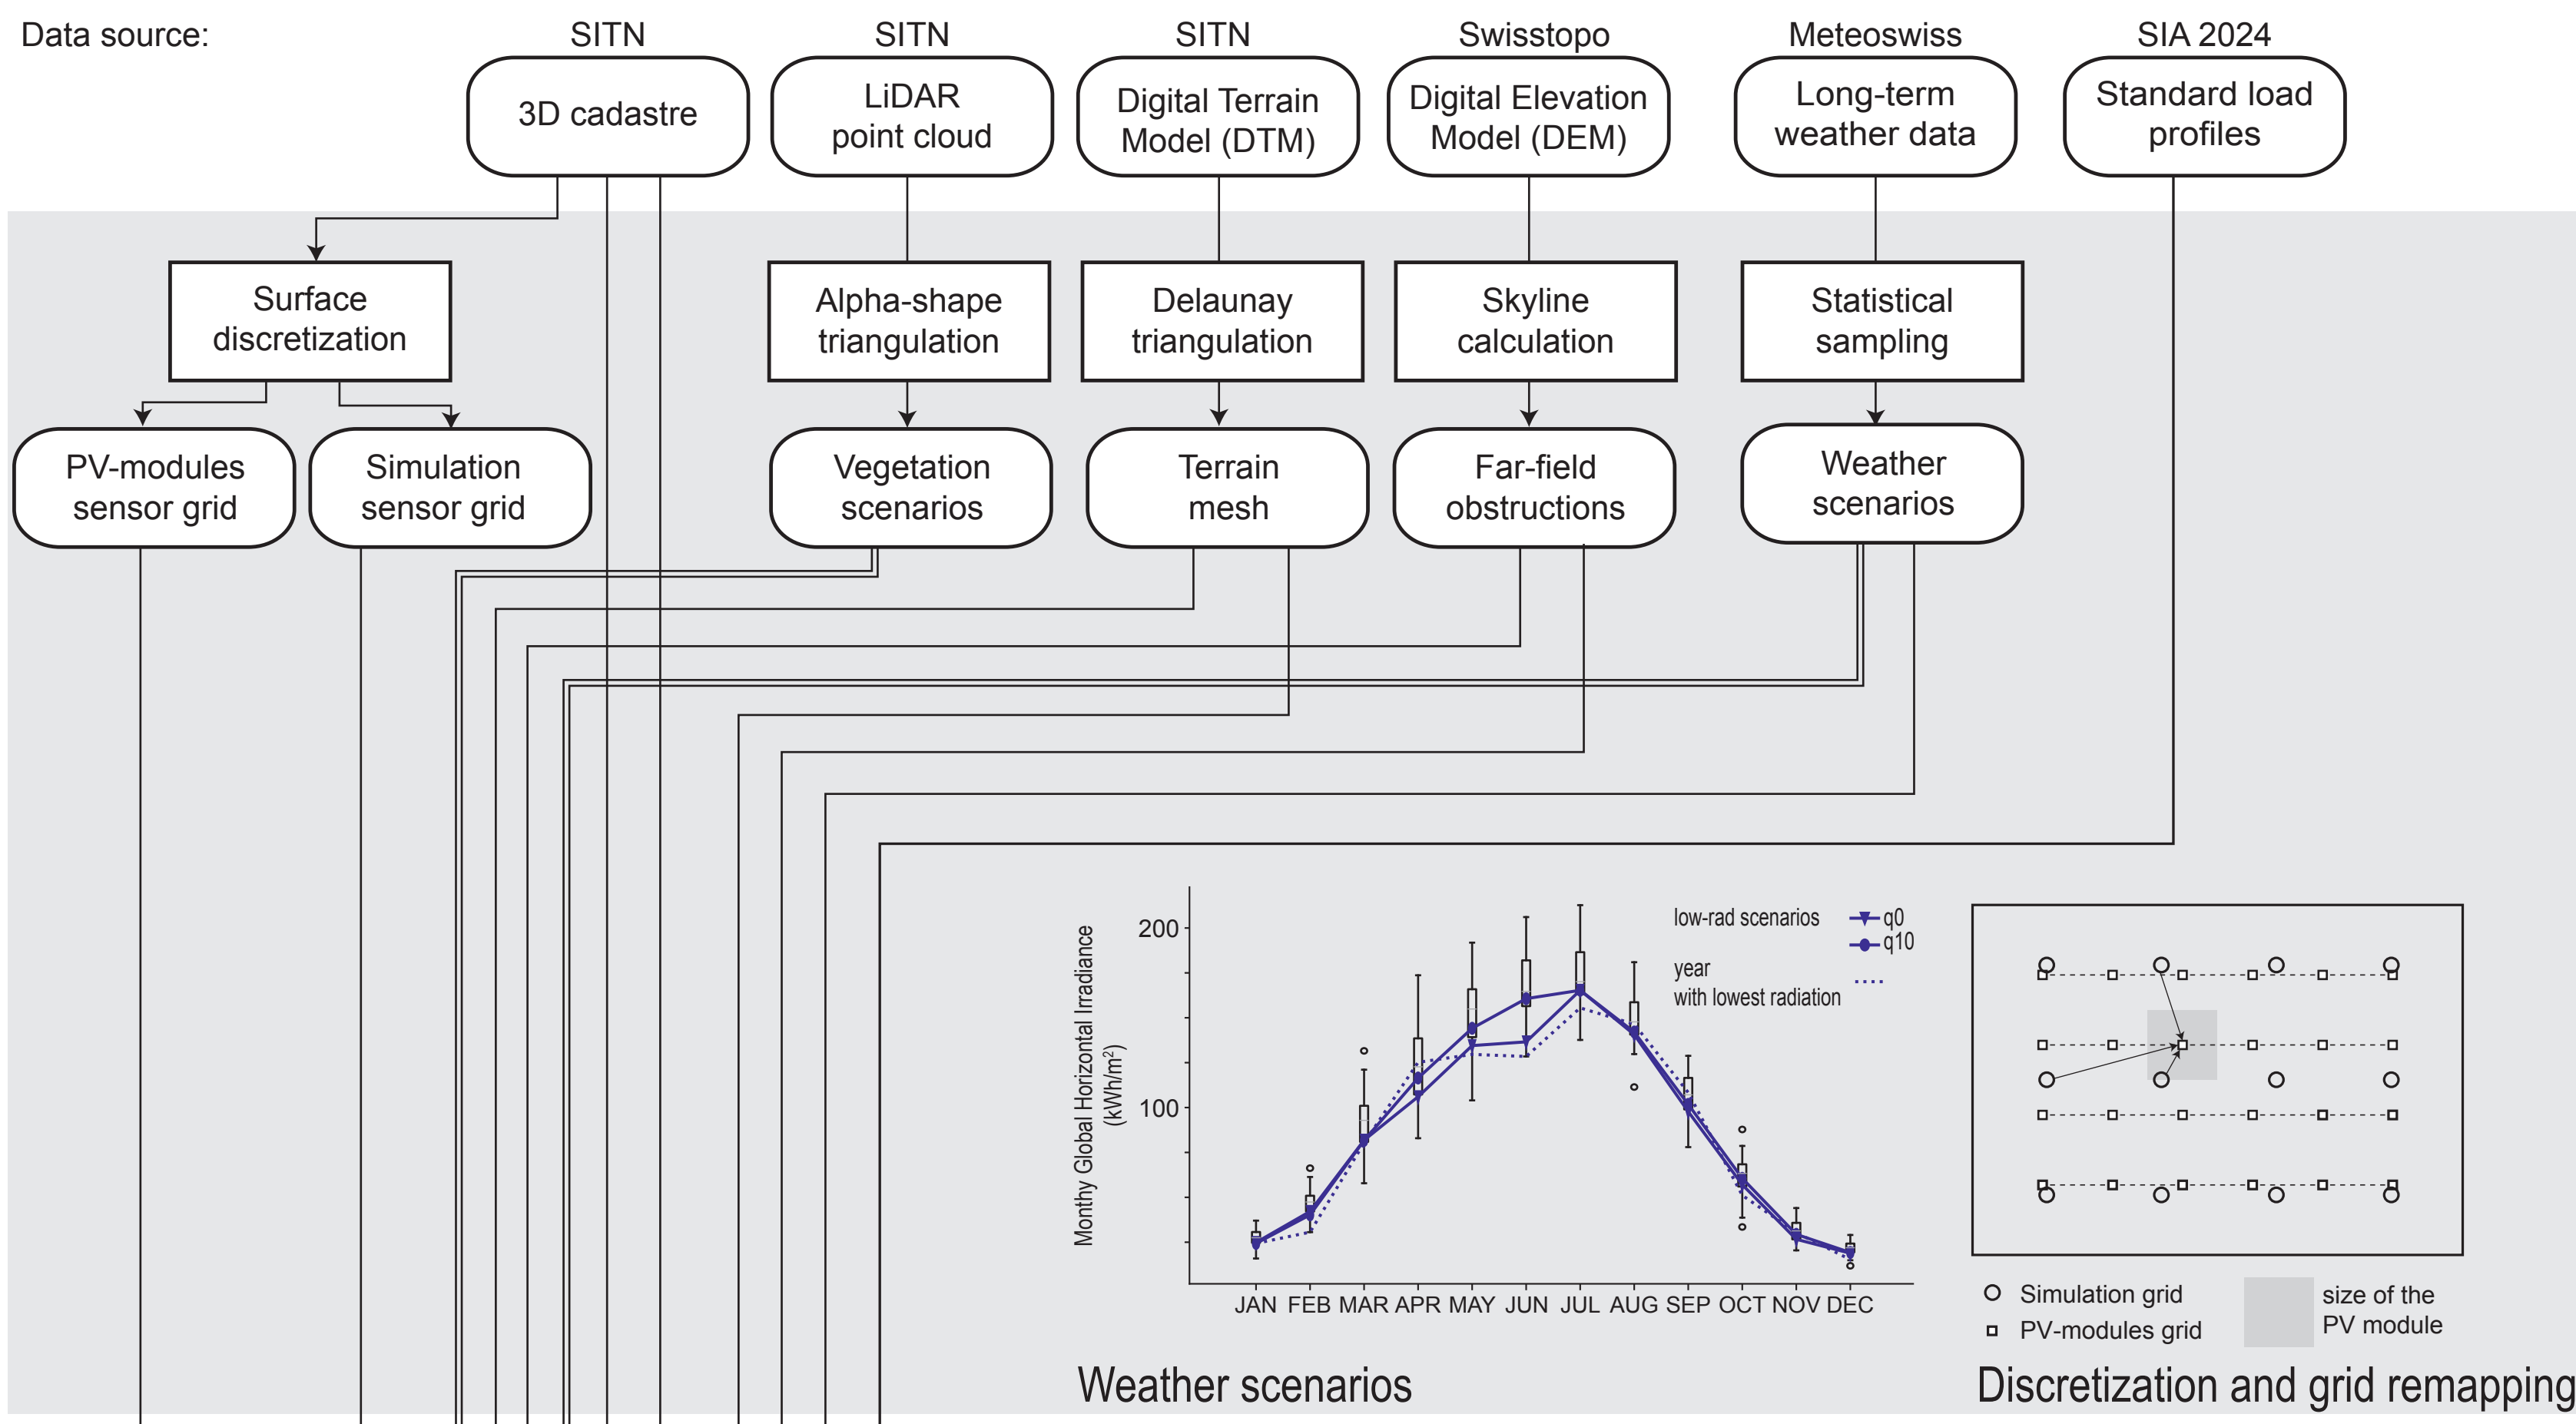 Data source:
SITN
SITN
SITN
Swisstopo
Meteoswiss
SIA 2024
3D cadastre
LiDAR
point cloud
Digital Terrain
Model (DTM)
Digital Elevation
Model (DEM)
Long-term
weather data
Standard load
profiles
Surface
discretization
Alpha-shape
triangulation
Delaunay
triangulation
Skyline
calculation
Statistical
sampling
PV-modules
sensor grid
Simulation
sensor grid
Vegetation
scenarios
Terrain
mesh
Far-field
obstructions
Weather
scenarios
Monthy Global Horizontal Irradiance
(kWh/m²)
200
100
low-rad scenarios
q0
q10
year
with lowest radiation
JAN FEB MAR APR MAY JUN JUL AUG SEP OCT NOV DEC
Weather scenarios
Simulation grid
PV-modules grid
size of the
PV module
Discretization and grid remapping